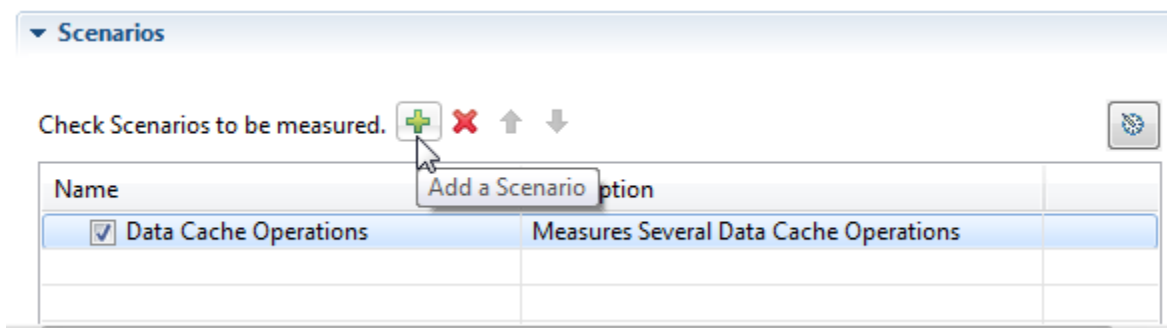 Scenarios
Check Scenarios to be measured.
Name
Add a Scenario
ption
Data Cache Operations
Measures Several Data Cache Operations